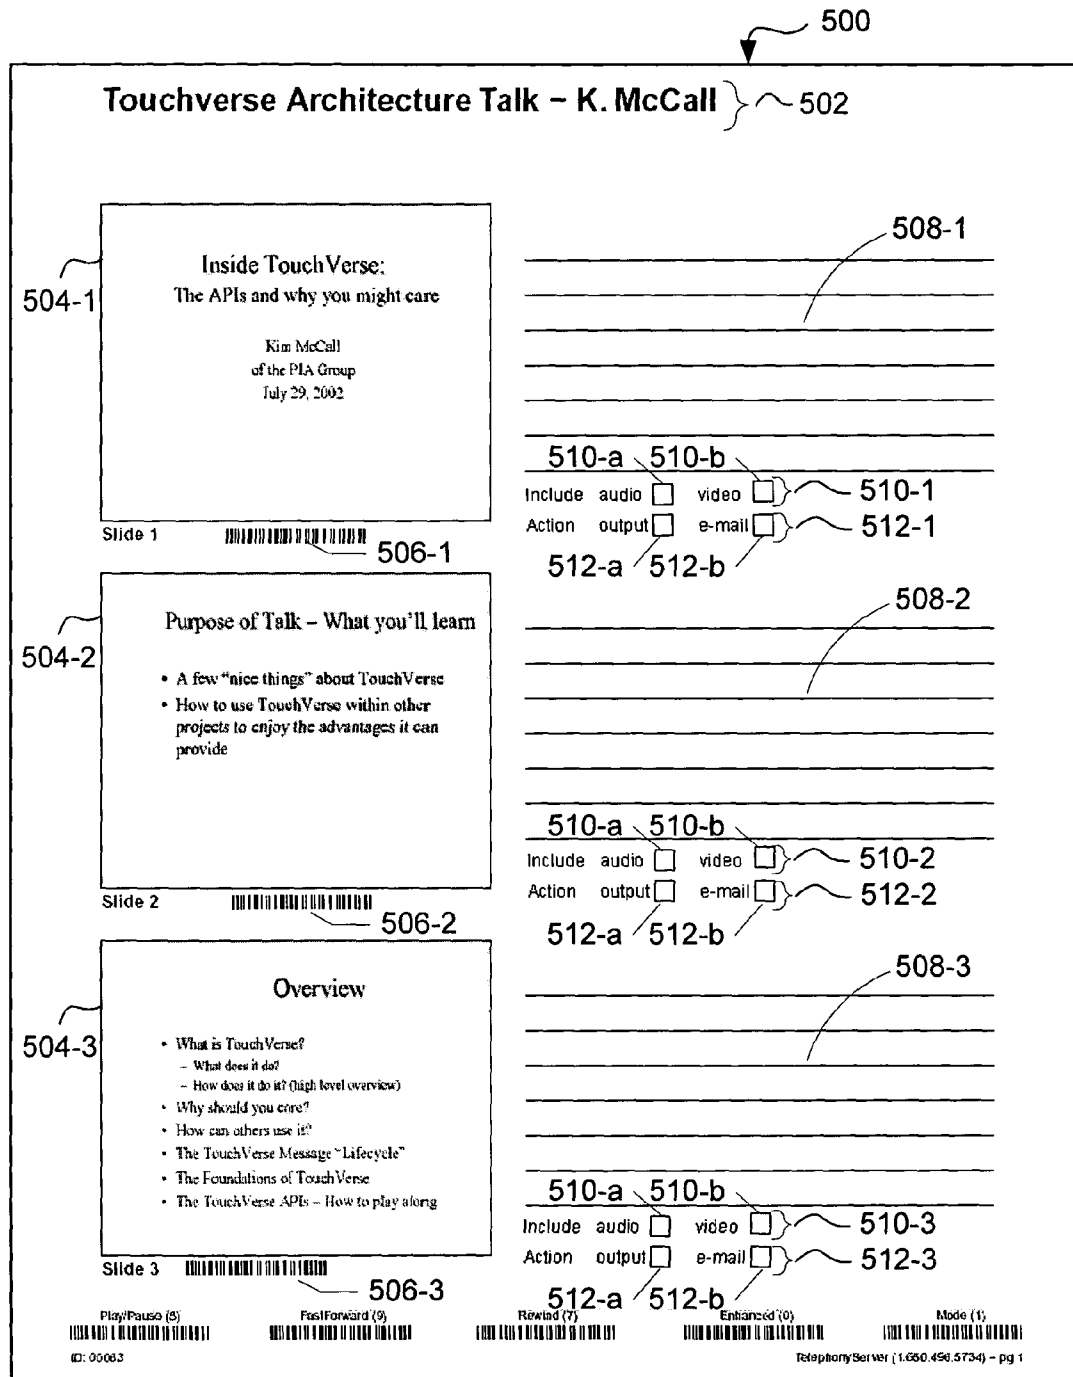 500
Touchverse Architecture Talk – K. McCall
502
508-1
504-1
Inside TouchVerse:
The APIs and why you might care
Kim McCall
of the PIA Group
July 29, 2002
510-a 510-b
Include audio video
510-1
Action output e-mail
512-1
512-a 512-b
Slide 1
506-1
508-2
504-2
Purpose of Talk – What you'll learn
• A few "nice things" about TouchVerse
• How to use TouchVerse within other
projects to enjoy the advantages it can
provide
510-a 510-b
Include audio video
510-2
Action output e-mail
512-2
512-a 512-b
Slide 2
506-2
508-3
504-3
Overview
• What is TouchVerse?
– What does it do?
– How does it do it? (high level overview)
• Why should you care?
• How can others use it?
• The TouchVerse Message "Lifecycle"
• The Foundations of TouchVerse
• The TouchVerse APIs – How to play along
510-a 510-b
Include audio video
510-3
Action output e-mail
512-3
512-a 512-b
Slide 3
506-3
Play/Pause (5) FastForward (9) Rewind (7) Enhanced (0) Mode (1)
ID: 00063
TelephonyServer (1.650.496.5734) – pg 1